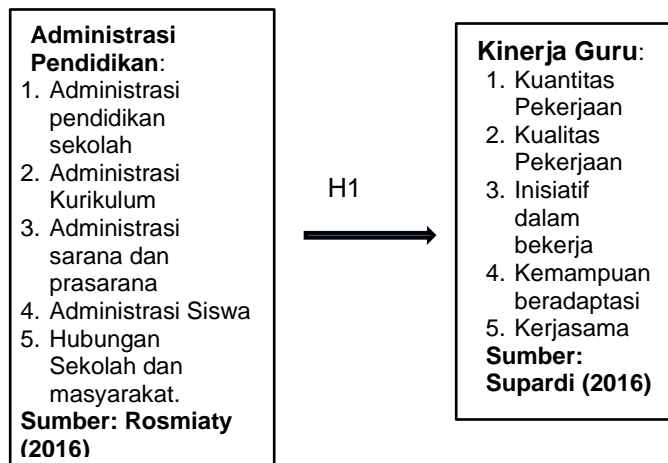 Administrasi
Pendidikan:
1. Administrasi
pendidikan
sekolah
2. Administrasi
Kurikulum
3. Administrasi
sarana dan
prasarana
4. Administrasi Siswa
5. Hubungan
Sekolah dan
masyarakat.
Sumber: Rosmiaty
(2016)
H1
Kinerja Guru:
1. Kuantitas
Pekerjaan
2. Kualitas
Pekerjaan
3. Inisiatif
dalam
bekerja
4. Kemampuan
beradaptasi
5. Kerjasama
Sumber:
Supardi (2016)